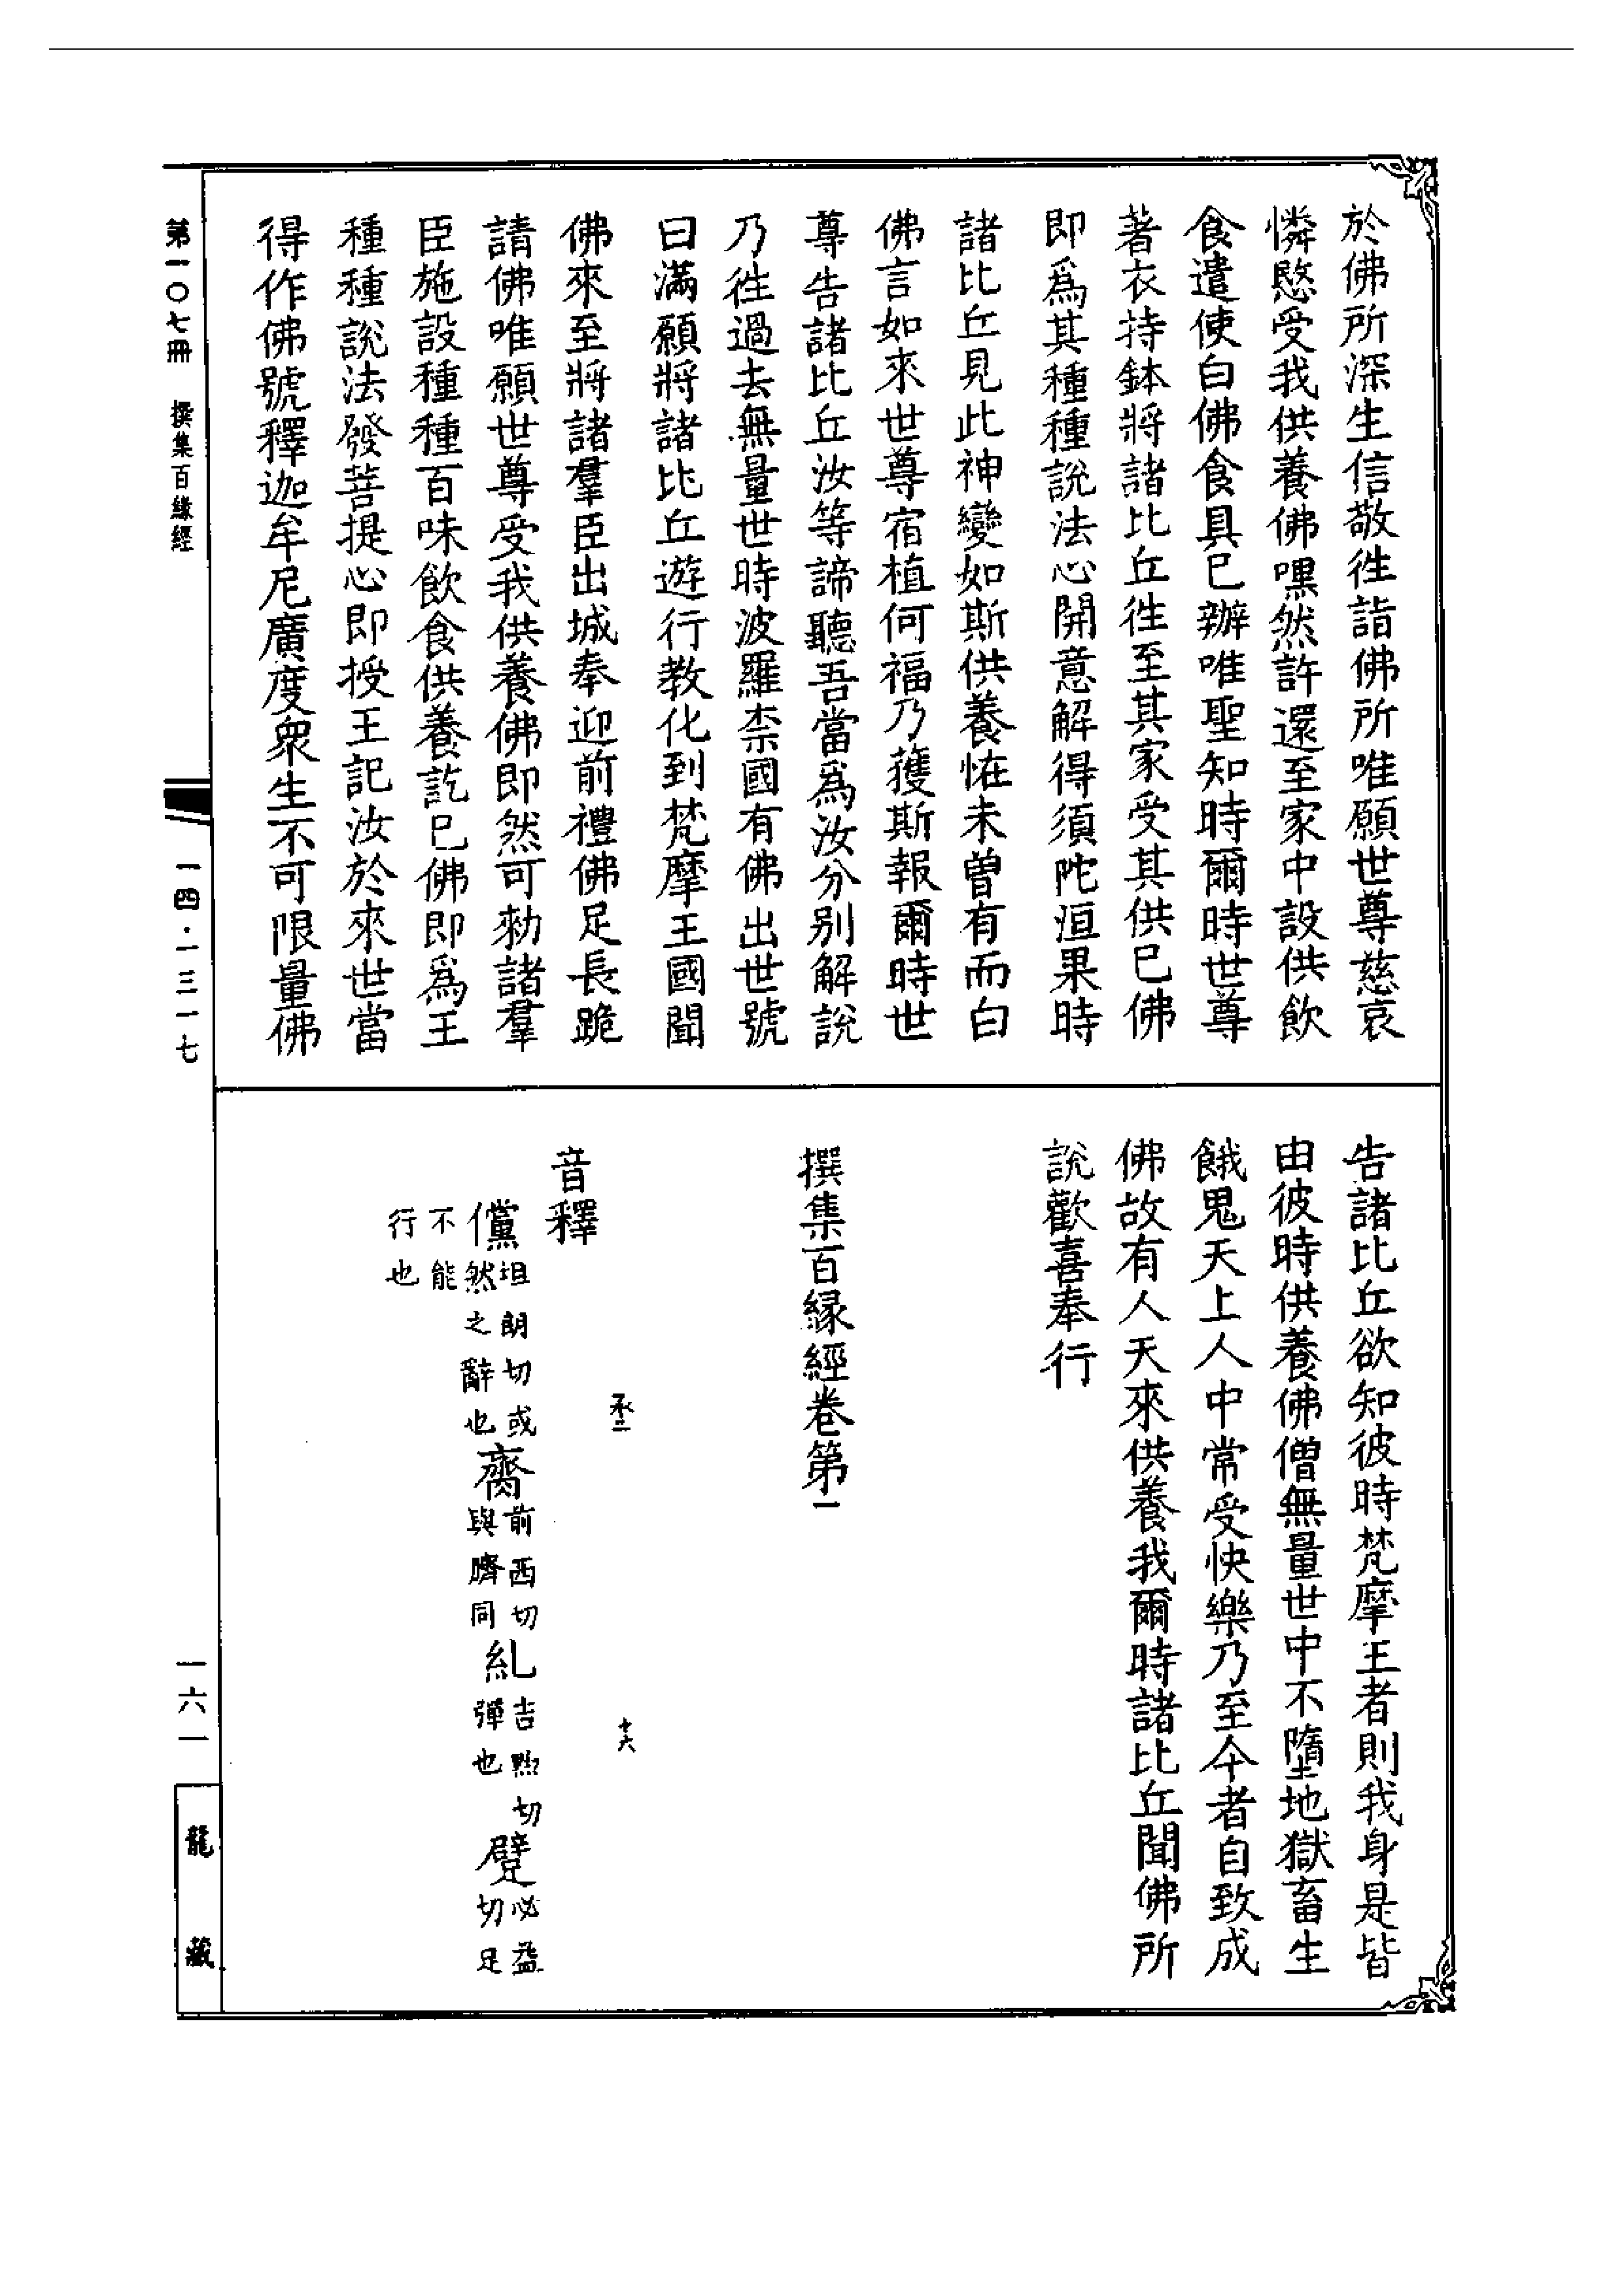 於佛所深生信敬往詣佛所唯願世尊慈哀
憐愍受我供養佛嘿然許還至家中設供飲
食遣使白佛食具已辦唯聖知時爾時世尊
著衣持鉢將諸比丘往至其家受其供已佛
即爲其種種說法心開意解得須陀洹果時
諸比丘見此神變如斯供養怪未曾有而白
佛言如來世尊宿植何福乃獲斯報爾時世
尊告諸比丘汝等諦聽吾當爲汝分別解說
乃往過去無量世時波羅柰國有佛出世號
曰滿願將諸比丘遊行教化到梵摩王國聞
佛來至將諸羣臣出城奉迎前禮佛足長跪
請佛唯願世尊受我供養佛即然可勑諸羣
臣施設種種百味飲食供養訖已佛即爲王
種種說法發菩提心即授王記汝於來世當
得作佛號釋迦牟尼廣度衆生不可限量佛
告諸比丘欲知彼時梵摩王者則我身是皆
由彼時供養佛僧無量世中不墮地獄畜生
餓鬼天上人中常受快樂乃至今者自致成
佛故有人天來供養我爾時諸比丘聞佛所
說歡喜奉行
撰集百緣經卷第一
承二 十六
音釋
儻坦朗切或然之辭也臍前西切與臍同糺吉㸃切彈也躄必益切足
不能
行也
第一〇七冊 撰集百緣經
一四·一三一七
一六一
龍藏